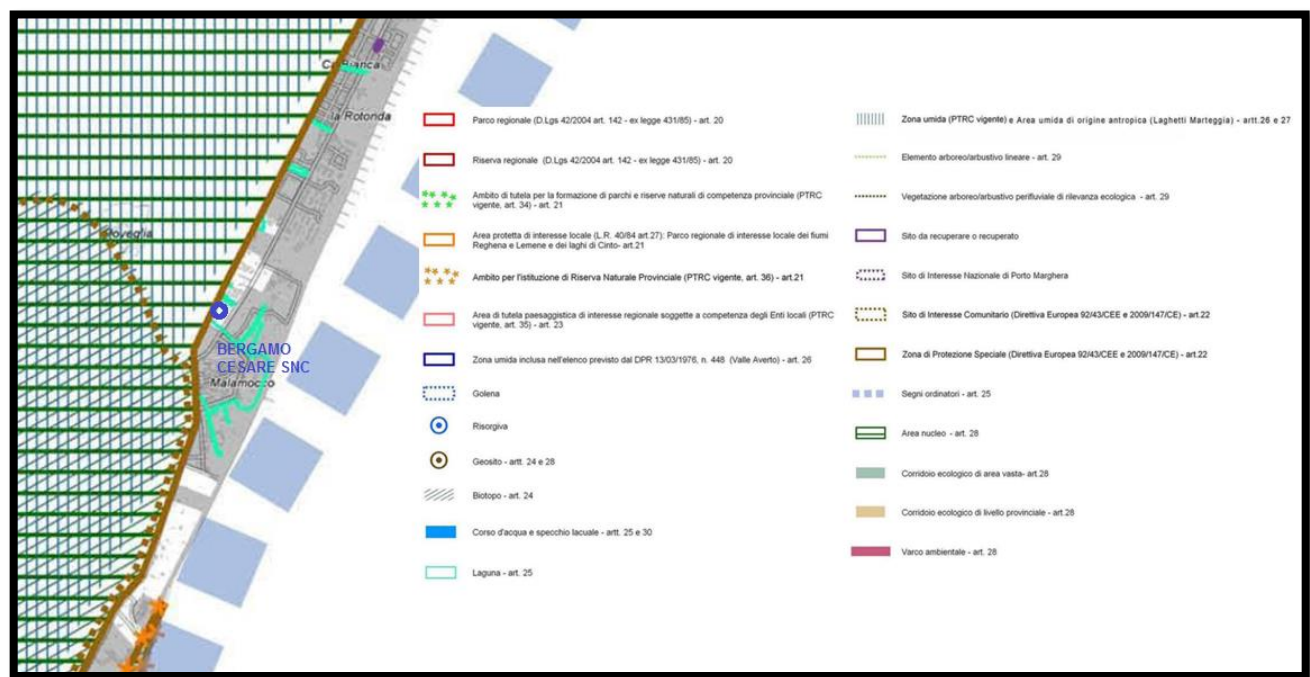 Ca Bianca
la Rotonda
Poveglia
BERGAMO
CESARE SNC
Malamocco
Parco regionale (D.Lgs 42/2004 art. 142 - ex legge 431/85) - art. 20
Riserva regionale (D.Lgs 42/2004 art. 142 - ex legge 431/85) - art. 20
Ambito di tutela per la formazione di parchi e riserve naturali di competenza provinciale (PTRC
vigente, art. 34) - art. 21
Area protetta di interesse locale (L.R. 40/84 art.27): Parco regionale di interesse locale dei fiumi
Reghena e Lemene e dei laghi di Cinto- art.21
Ambito per l'istituzione di Riserva Naturale Provinciale (PTRC vigente, art. 36) - art.21
Area di tutela paesaggistica di interesse regionale soggette a competenza degli Enti locali (PTRC
vigente, art. 35) - art. 23
Zona umida inclusa nell'elenco previsto dal DPR 13/03/1976, n. 448 (Valle Averto) - art. 26
Golena
Risorgiva
Geosito - artt. 24 e 28
Biotopo - art. 24
Corso d'acqua e specchio lacuale - artt. 25 e 30
Laguna - art. 25
Zona umida (PTRC vigente) e Area umida di origine antropica (Laghetti Marteggia) - artt.26 e 27
Elemento arboreo/arbustivo lineare - art. 29
Vegetazione arboreo/arbustivo perifluviale di rilevanza ecologica - art. 29
Sito da recuperare o recuperato
Sito di Interesse Nazionale di Porto Marghera
Sito di Interesse Comunitario (Direttiva Europea 92/43/CEE e 2009/147/CE) - art.22
Zona di Protezione Speciale (Direttiva Europea 92/43/CEE e 2009/147/CE) - art.22
Segni ordinatori - art. 25
Area nucleo - art. 28
Corridoio ecologico di area vasta- art.28
Corridoio ecologico di livello provinciale - art.28
Varco ambientale - art. 28